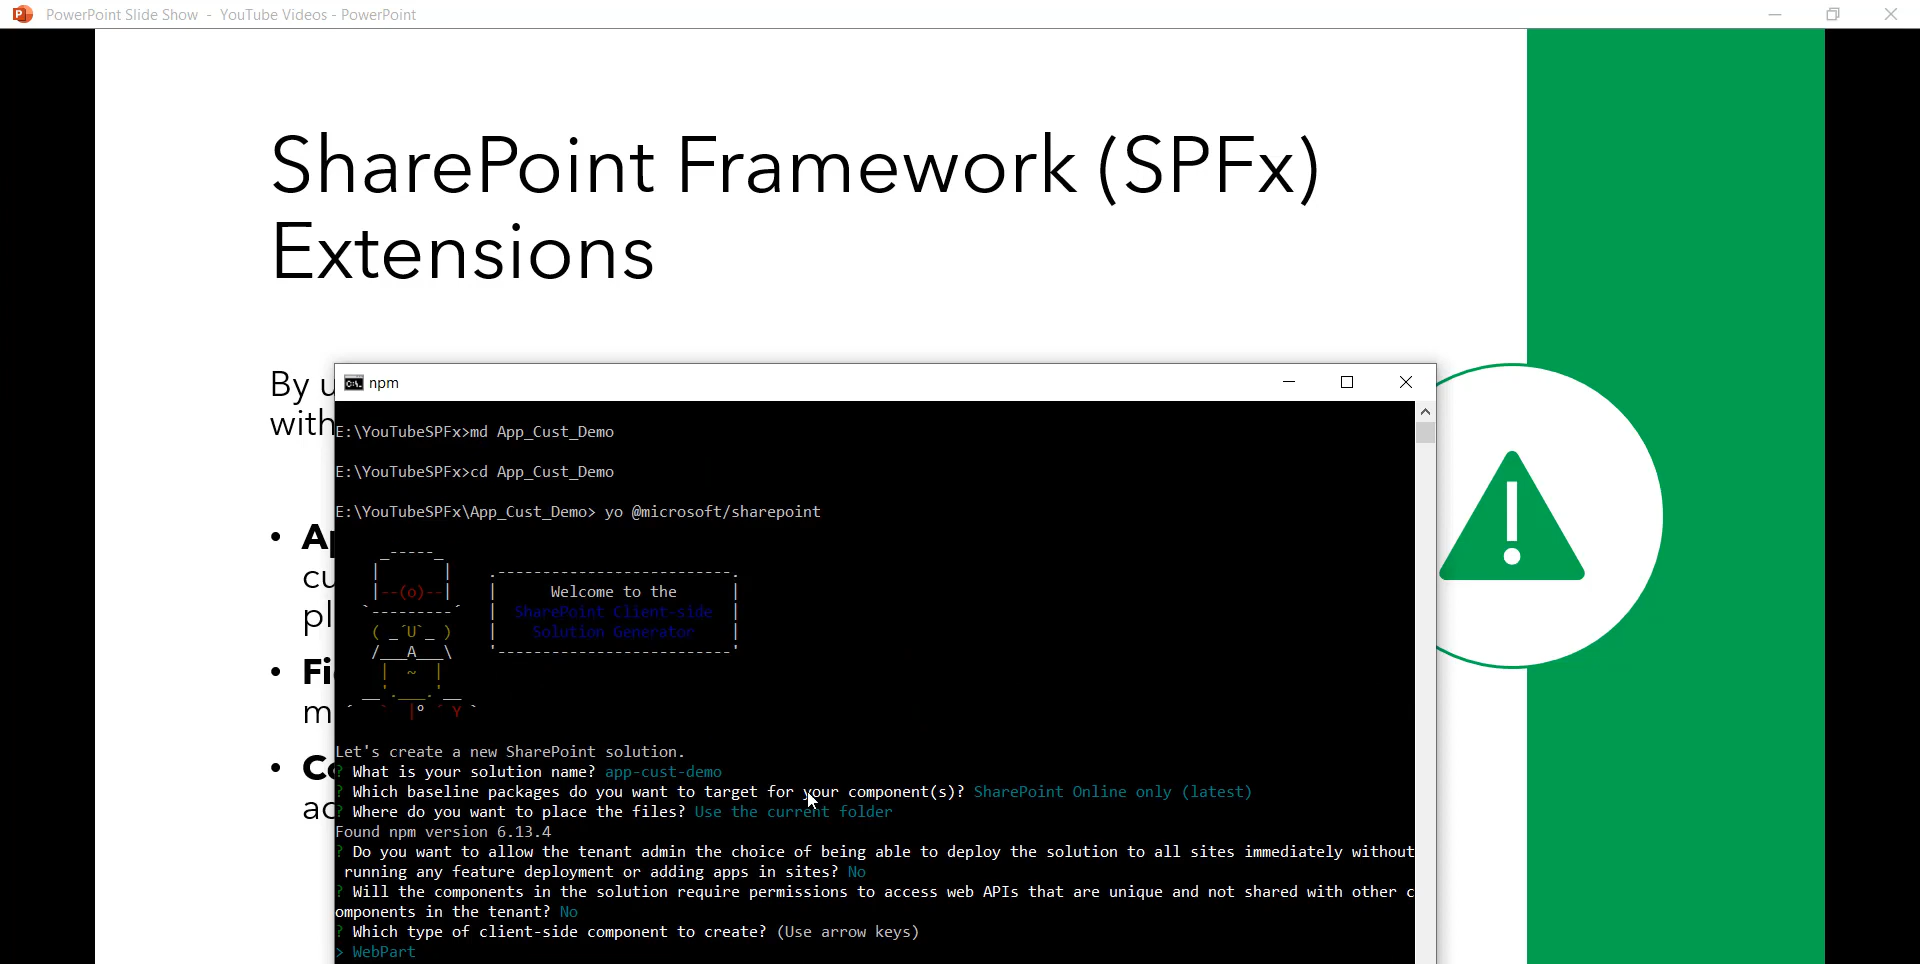 PowerPoint Slide Show - YouTube Videos - PowerPoint
SharePoint Framework (SPFx)
Extensions
By u
with
npm
E:\YouTubeSPFx>md App_Cust_Demo
E:\YouTubeSPFx>cd App_Cust_Demo
E:\YouTubeSPFx\App_Cust_Demo> yo @microsoft/sharepoint
Welcome to the
SharePoint Client-side
Solution Generator
• Ap
cu
pl
• Fi
m
• Co
ac
Let's create a new SharePoint solution.
? What is your solution name? app-cust-demo
? Which baseline packages do you want to target for your component(s)? SharePoint Online only (latest)
? Where do you want to place the files? Use the current folder
Found npm version 6.13.4
? Do you want to allow the tenant admin the choice of being able to deploy the solution to all sites immediately without
running any feature deployment or adding apps in sites? No
? Will the components in the solution require permissions to access web APIs that are unique and not shared with other c
omponents in the tenant? No
? Which type of client-side component to create? (Use arrow keys)
> WebPart